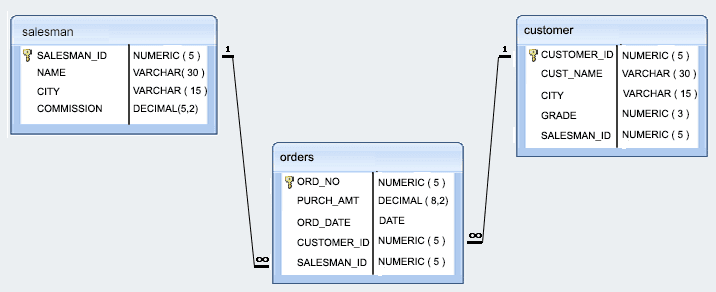 salesman
SALESMAN_ID NUMERIC ( 5 )
NAME VARCHAR( 30 )
CITY VARCHAR ( 15 )
COMMISSION DECIMAL(5,2)
1
customer
CUSTOMER_ID NUMERIC ( 5 )
CUST_NAME VARCHAR ( 30 )
CITY VARCHAR ( 15 )
GRADE NUMERIC ( 3 )
SALESMAN_ID NUMERIC ( 5 )
1
orders
ORD_NO NUMERIC ( 5 )
PURCH_AMT DECIMAL ( 8,2)
ORD_DATE DATE
CUSTOMER_ID NUMERIC ( 5 )
SALESMAN_ID NUMERIC ( 5 )
∞
∞